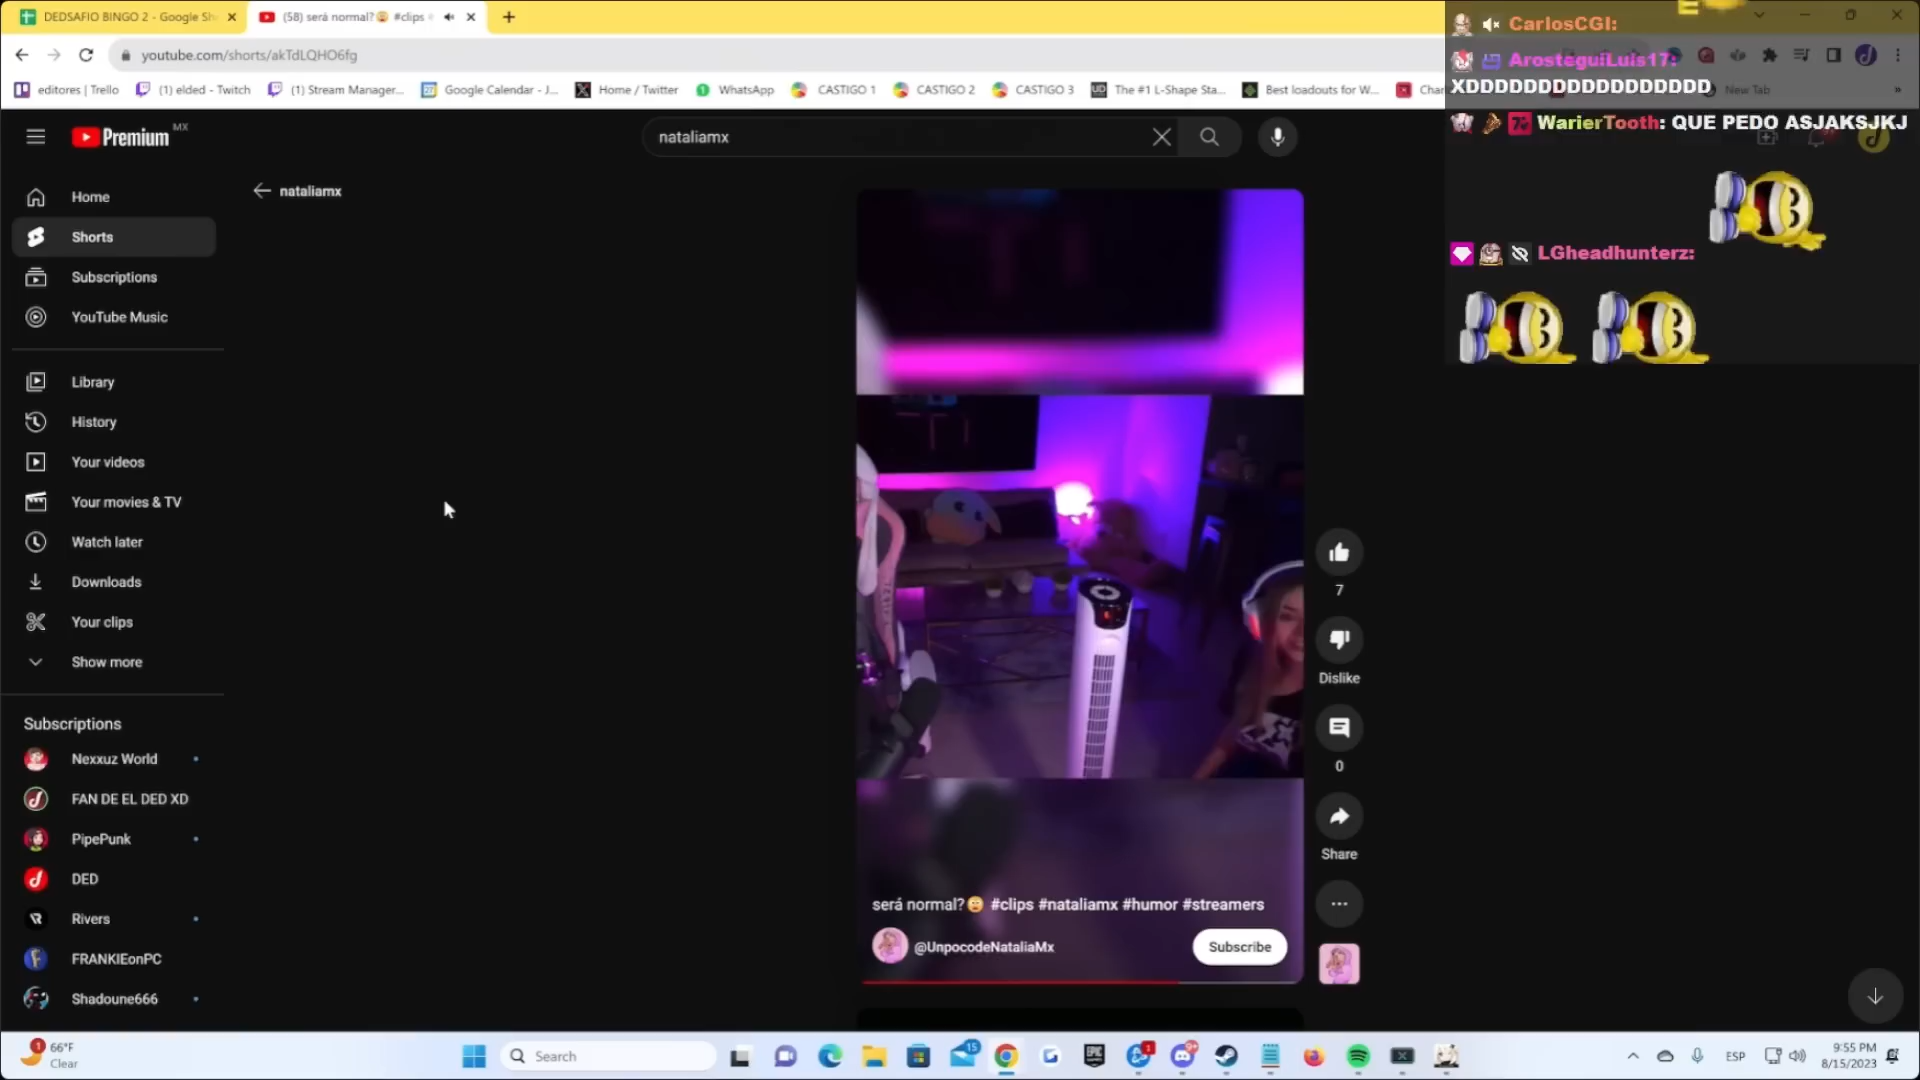 DEDSAFIO BINGO 2 - Google Sh
(58) será normal?😳 #clips
CarlosCGI:
youtube.com/shorts/akTdLQHO6fg
ArosteguiLuis17:
XDDDDDDDDDDDDDDDDDD
editores | Trello
(1) elded - Twitch
(1) Stream Manager...
Google Calendar - J...
Home / Twitter
WhatsApp
CASTIGO 1
CASTIGO 2
CASTIGO 3
The #1 L-Shape Sta...
Best loadouts for W...
New Tab
WarierTooth: QUE PEDO ASJAKSJKJ
Premium MX
nataliamx
Home
nataliamx
Shorts
LGheadhunterz:
Subscriptions
YouTube Music
Library
History
Your videos
Your movies & TV
Watch later
Downloads
7
Your clips
Show more
Dislike
Subscriptions
Nexxuz World
0
FAN DE EL DED XD
PipePunk
Share
DED
será normal?😳 #clips #nataliamx #humor #streamers
Rivers
@UnpocodeNataliaMx
Subscribe
FRANKIEonPC
Shadoune666
66°F
Clear
Search
15
ESP
9:55 PM
8/15/2023